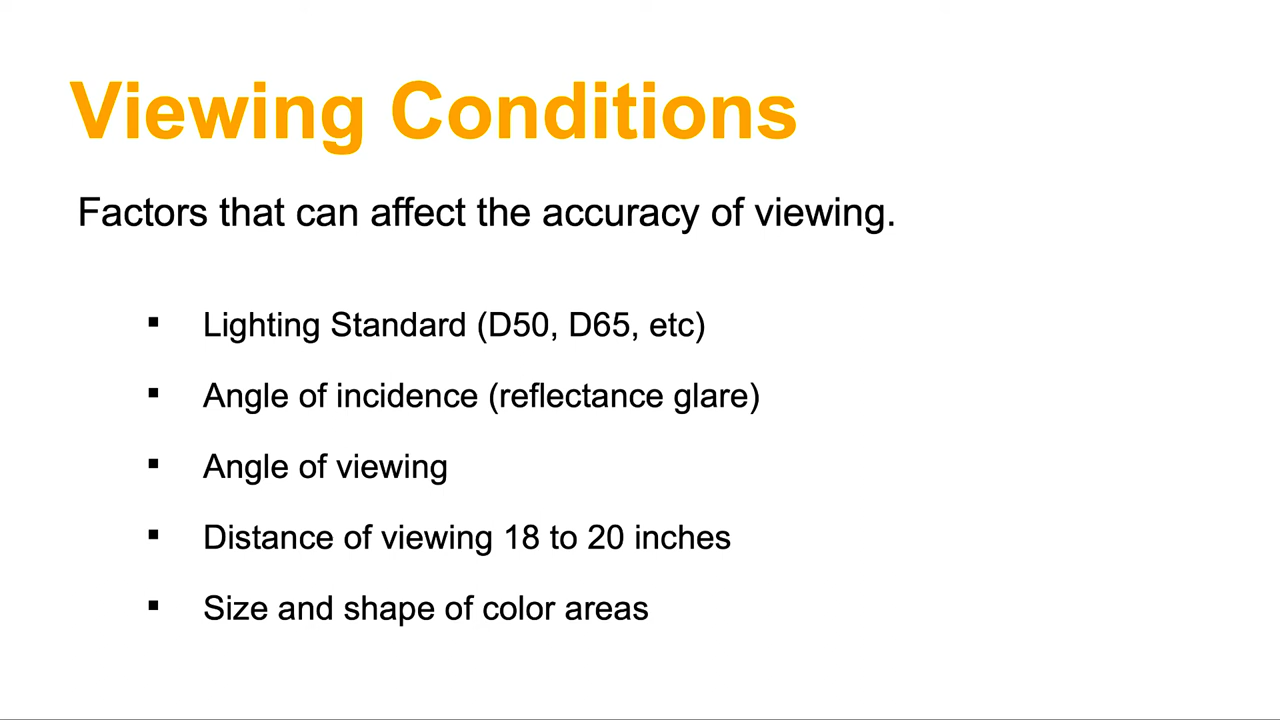 Viewing Conditions
Factors that can affect the accuracy of viewing.
▪ Lighting Standard (D50, D65, etc)
▪ Angle of incidence (reflectance glare)
▪ Angle of viewing
▪ Distance of viewing 18 to 20 inches
▪ Size and shape of color areas